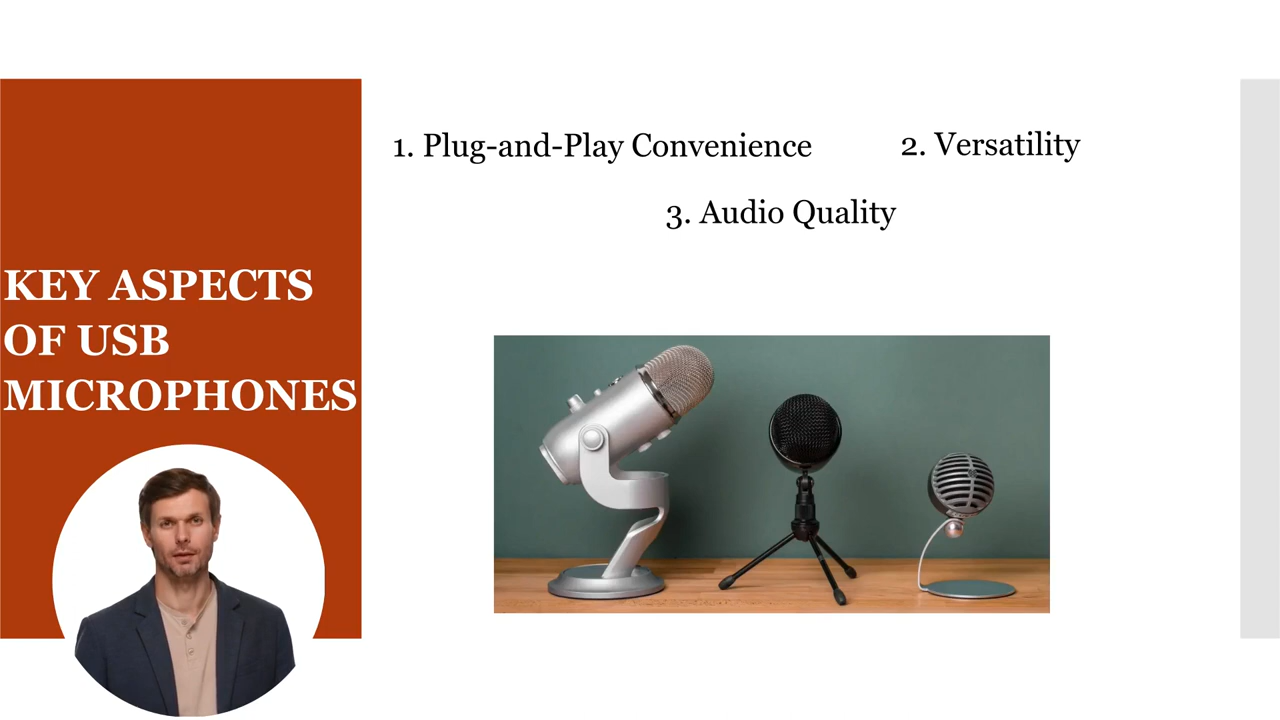 1. Plug-and-Play Convenience
2. Versatility
3. Audio Quality
KEY ASPECTS
OF USB
MICROPHONES